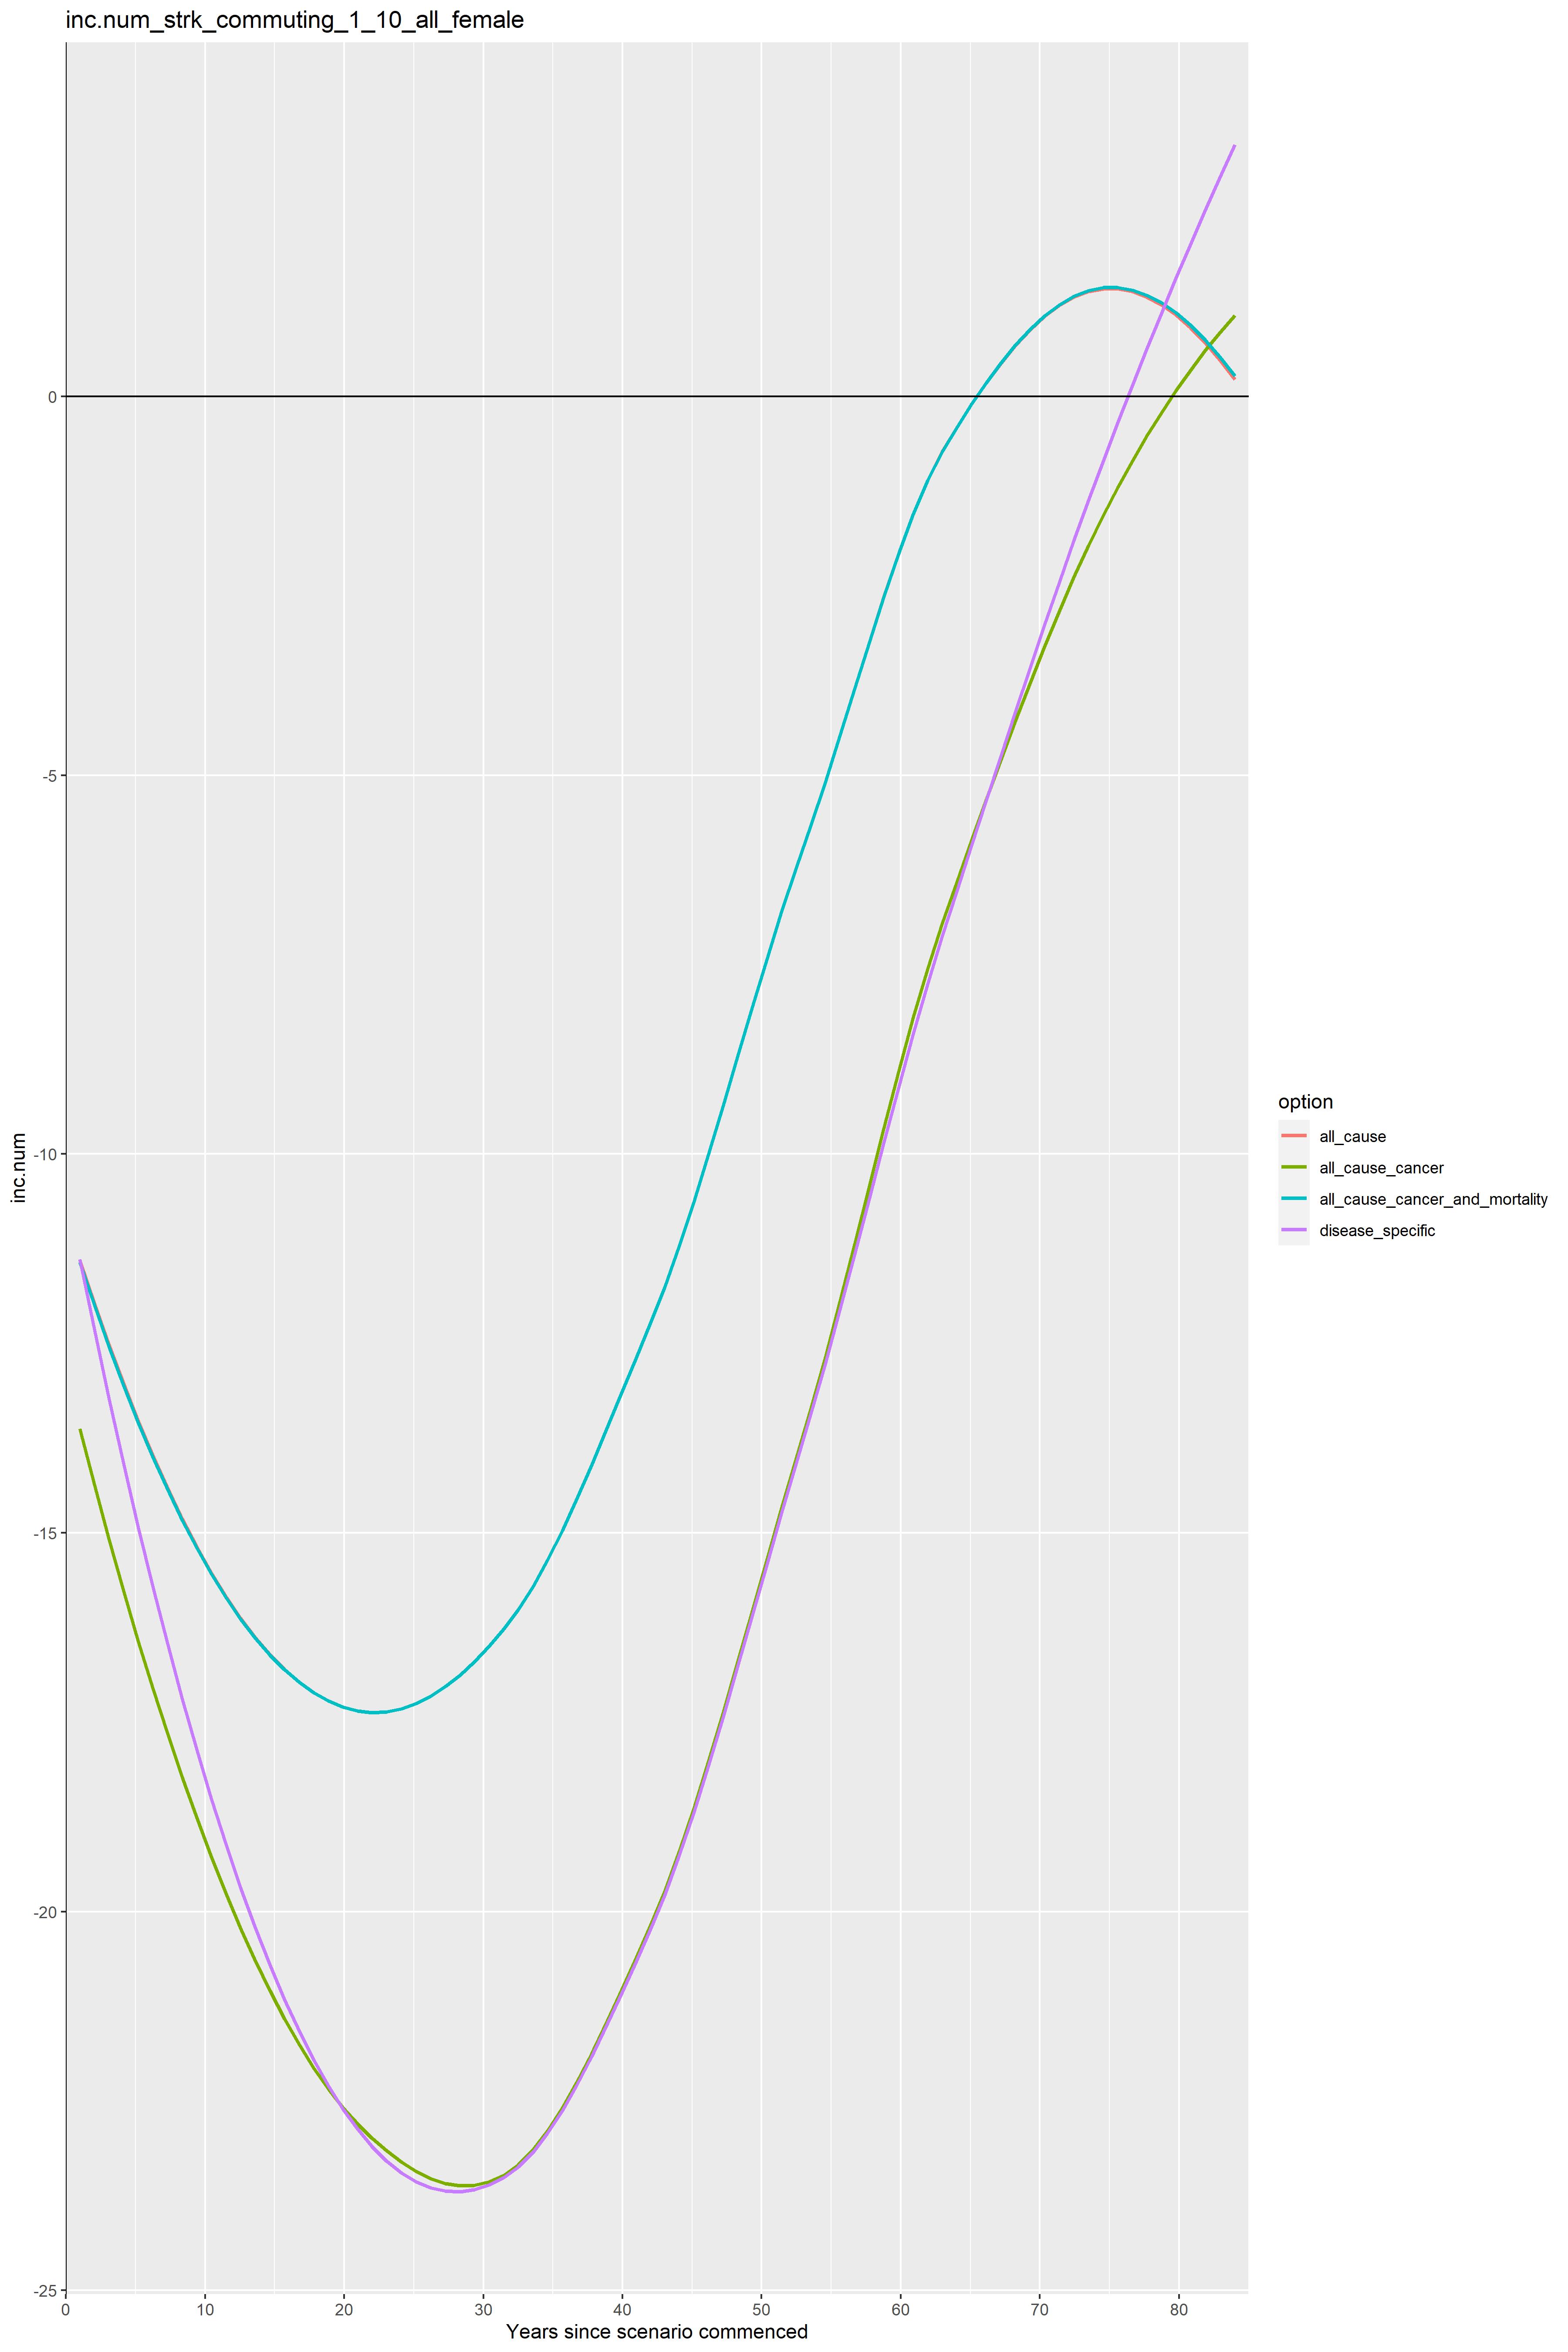 inc.num_strk_commuting_1_10_all_female
0
-5
-10
-15
-20
-25
inc.num
0 10 20 30 40 50 60 70 80
Years since scenario commenced
option
all_cause
all_cause_cancer
all_cause_cancer_and_mortality
disease_specific